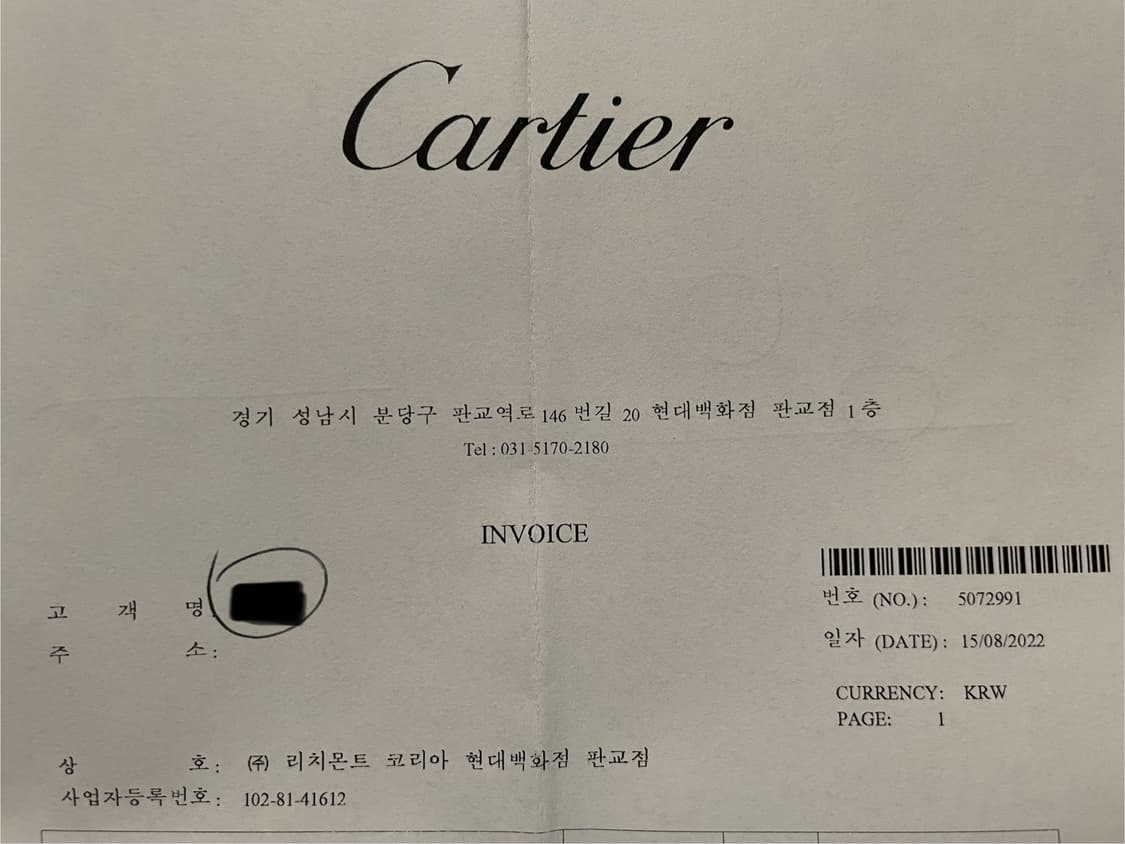 Cartier
경기 성남시 분당구 판교역로 146 번길 20 현대백화점 판교점 1 층
Tel : 031-5170-2180
INVOICE
고 객 명:
주 소:
번호 (NO.) : 5072991
일자 (DATE) : 15/08/2022
CURRENCY: KRW
PAGE: 1
상 호 : ㈜ 리치몬트 코리아 현대백화점 판교점
사업자등록번호 : 102-81-41612